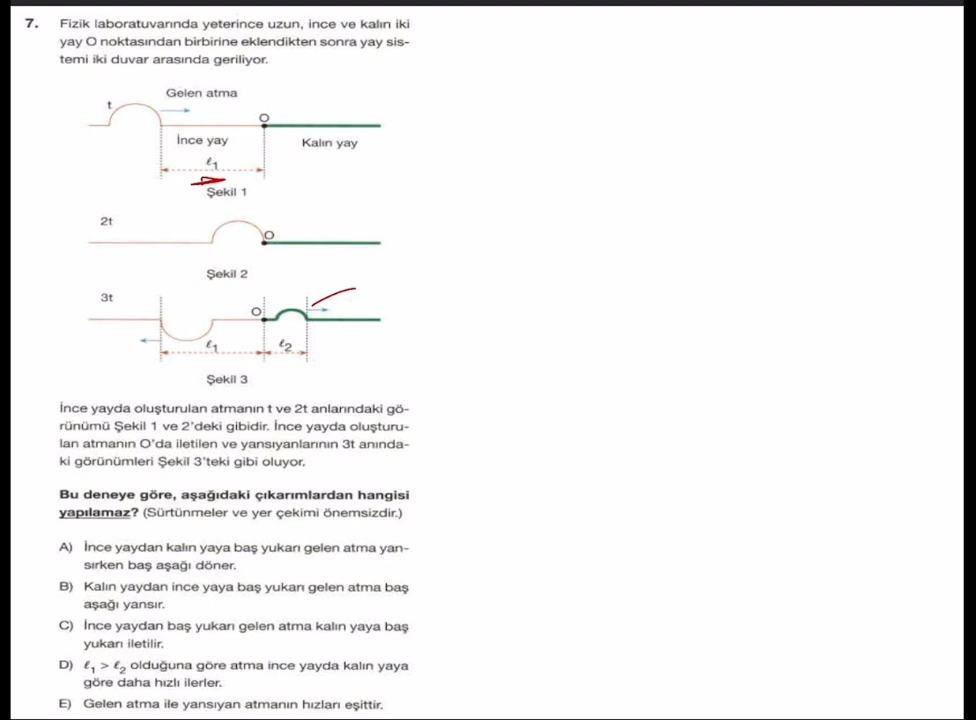 7. Fizik laboratuvarında yeterince uzun, ince ve kalın iki
yay O noktasından birbirine eklendikten sonra yay sis-
temi iki duvar arasında geriliyor.
Gelen atma
t
O
İnce yay
Kalın yay
ℓ₁
Şekil 1
2t
O
Şekil 2
3t
O
ℓ₁
ℓ₂
Şekil 3
İnce yayda oluşturulan atmanın t ve 2t anlarındaki gö-
rünümü Şekil 1 ve 2'deki gibidir. İnce yayda oluşturu-
lan atmanın O'da iletilen ve yansıyanlarının 3t anında-
ki görünümleri Şekil 3'teki gibi oluyor.
Bu deneye göre, aşağıdaki çıkarımlardan hangisi
yapılamaz? (Sürtünmeler ve yer çekimi önemsizdir.)
A) İnce yaydan kalın yaya baş yukarı gelen atma yan-
sırken baş aşağı döner.
B) Kalın yaydan ince yaya baş yukarı gelen atma baş
aşağı yansır.
C) İnce yaydan baş yukarı gelen atma kalın yaya baş
yukarı iletilir.
D) ℓ₁ > ℓ₂ olduğuna göre atma ince yayda kalın yaya
göre daha hızlı ilerler.
E) Gelen atma ile yansıyan atmanın hızları eşittir.